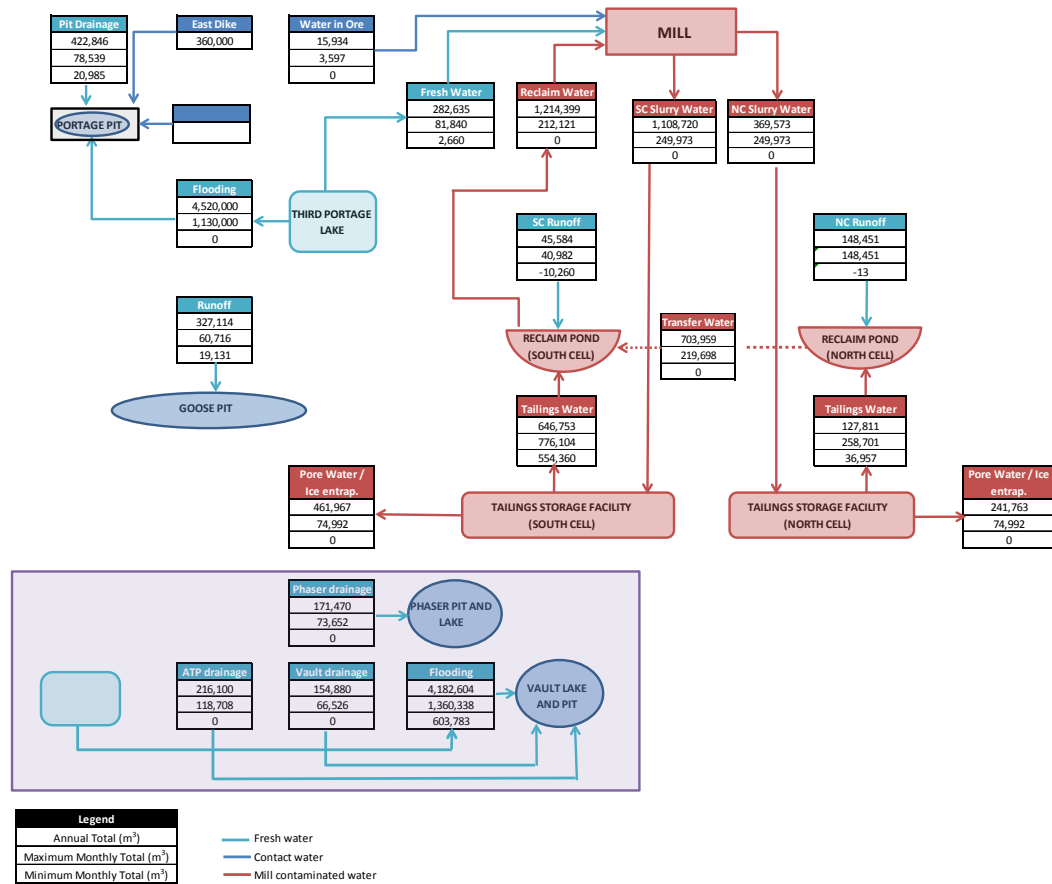 Pit Drainage
422,846
78,539
20,985
East Dike
360,000
Water in Ore
15,934
3,597
0
MILL
Fresh Water
282,635
81,840
2,660
Reclaim Water
1,214,399
212,121
0
SC Slurry Water
1,108,720
249,973
0
NC Slurry Water
369,573
249,973
0
PORTAGE PIT
Flooding
4,520,000
1,130,000
0
THIRD PORTAGE
LAKE
SC Runoff
45,584
40,982
-10,260
NC Runoff
148,451
148,451
-13
Runoff
327,114
60,716
19,131
Transfer Water
703,959
219,698
0
RECLAIM POND
(SOUTH CELL)
RECLAIM POND
(NORTH CELL)
GOOSE PIT
Tailings Water
646,753
776,104
554,360
Tailings Water
127,811
258,701
36,957
Pore Water /
Ice entrap.
461,967
74,992
0
TAILINGS STORAGE FACILITY
(SOUTH CELL)
TAILINGS STORAGE FACILITY
(NORTH CELL)
Pore Water / Ice
entrap.
241,763
74,992
0
Phaser drainage
171,470
73,652
0
PHASER PIT AND
LAKE
ATP drainage
216,100
118,708
0
Vault drainage
154,880
66,526
0
Flooding
4,182,604
1,360,338
603,783
VAULT LAKE
AND PIT
Legend
Annual Total (m³)
Maximum Monthly Total (m³)
Minimum Monthly Total (m³)
Fresh water
Contact water
Mill contaminated water